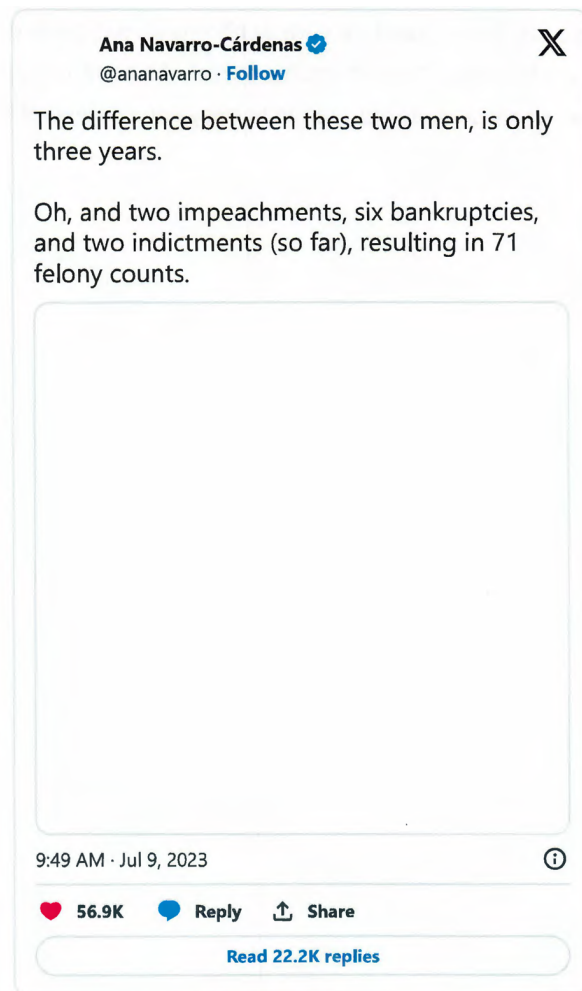 Ana Navarro-Cárdenas
@ananavarro · Follow
The difference between these two men, is only
three years.
Oh, and two impeachments, six bankruptcies,
and two indictments (so far), resulting in 71
felony counts.
9:49 AM · Jul 9, 2023
56.9K Reply Share
Read 22.2K replies